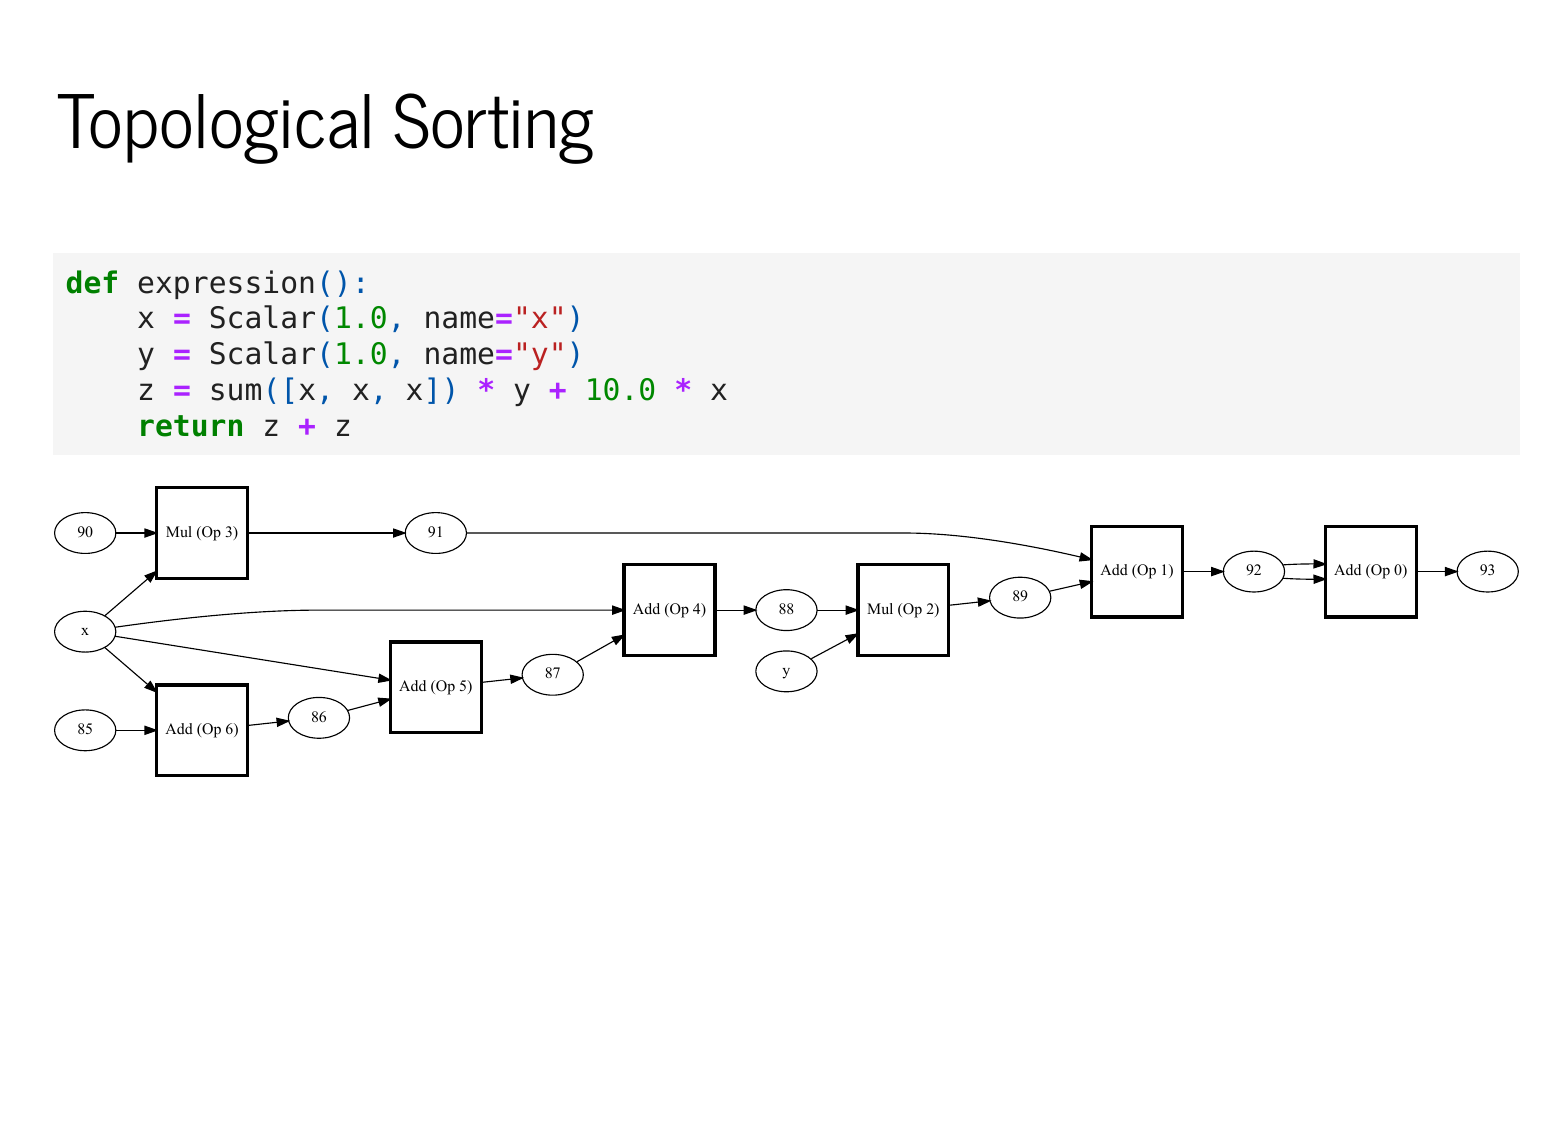 Topological Sorting
def expression():
    x = Scalar(1.0, name="x")
    y = Scalar(1.0, name="y")
    z = sum([x, x, x]) * y + 10.0 * x
    return z + z
90
Mul (Op 3)
91
Add (Op 1)
92
Add (Op 0)
93
x
Add (Op 4)
88
Mul (Op 2)
89
Add (Op 5)
87
y
85
Add (Op 6)
86